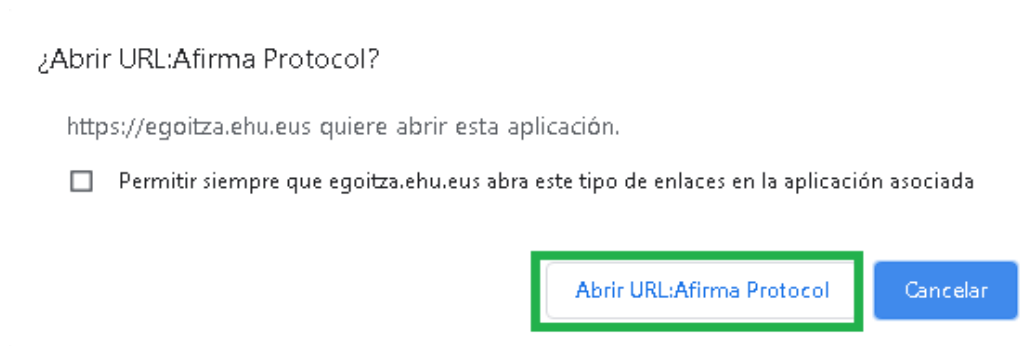 ¿Abrir URL:Afirma Protocol?
https://egoitza.ehu.eus quiere abrir esta aplicación.
Permitir siempre que egoitza.ehu.eus abra este tipo de enlaces en la aplicación asociada
Abrir URL:Afirma Protocol Cancelar